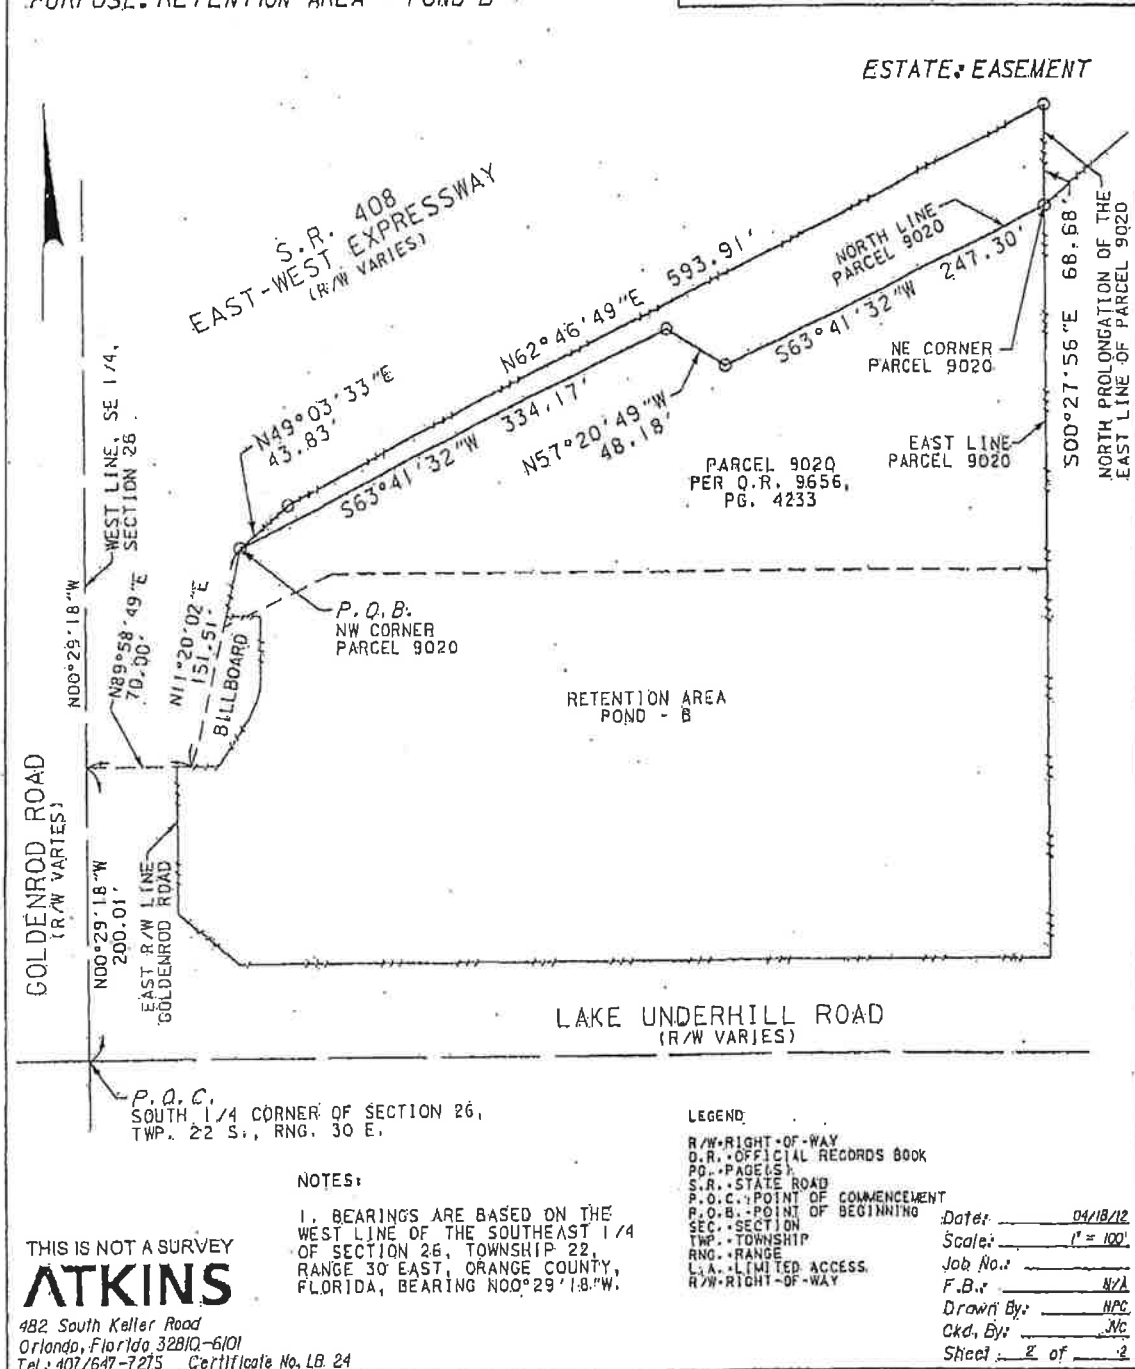 PURPOSE: RETENTION AREA - POND B
ESTATE: EASEMENT
S.R. 408
EAST-WEST EXPRESSWAY
(R/W VARIES)
N62°46'49"E 593.91'
NORTH LINE
PARCEL 9020
S63°41'32"W 247.30'
NE CORNER
PARCEL 9020
S00°27'56"E 68.68'
NORTH PROLONGATION OF THE
EAST LINE OF PARCEL 9020
N49°03'33"E
43.83'
S63°41'32"W 334.17'
N57°20'49"W
48.18'
EAST LINE
PARCEL 9020
PARCEL 9020
PER O.R. 9656,
PG. 4233
WEST LINE, SE 1/4,
SECTION 26
N00°29'18"W
N89°58'49"E
70.00'
N11°20'02"E
151.51'
BILLBOARD
P.O.B.
NW CORNER
PARCEL 9020
RETENTION AREA
POND - B
GOLDENROD ROAD
(R/W VARIES)
N00°29'18"W
200.01'
EAST R/W LINE
GOLDENROD ROAD
LAKE UNDERHILL ROAD
(R/W VARIES)
P.O.C.
SOUTH 1/4 CORNER OF SECTION 26,
TWP. 22 S., RNG. 30 E.
LEGEND
R/W-RIGHT-OF-WAY
O.R.-OFFICIAL RECORDS BOOK
PG.-PAGE(S)
S.R.-STATE ROAD
P.O.C.-POINT OF COMMENCEMENT
P.O.B.-POINT OF BEGINNING
SEC.-SECTION
TWP.-TOWNSHIP
RNG.-RANGE
L.A.-LIMITED ACCESS
R/W-RIGHT-OF-WAY
NOTES:
1. BEARINGS ARE BASED ON THE
WEST LINE OF THE SOUTHEAST 1/4
OF SECTION 26, TOWNSHIP 22,
RANGE 30 EAST, ORANGE COUNTY,
FLORIDA, BEARING N00°29'18"W.
THIS IS NOT A SURVEY
ATKINS
482 South Keller Road
Orlando, Florida 32810-6101
Tel: 407/647-7275 Certificate No. LB 24
Date: 04/18/12
Scale: 1" = 100'
Job No.:
F.B.: N/A
Drawn By: NPC
Ckd. By: JVC
Sheet 2 of 2